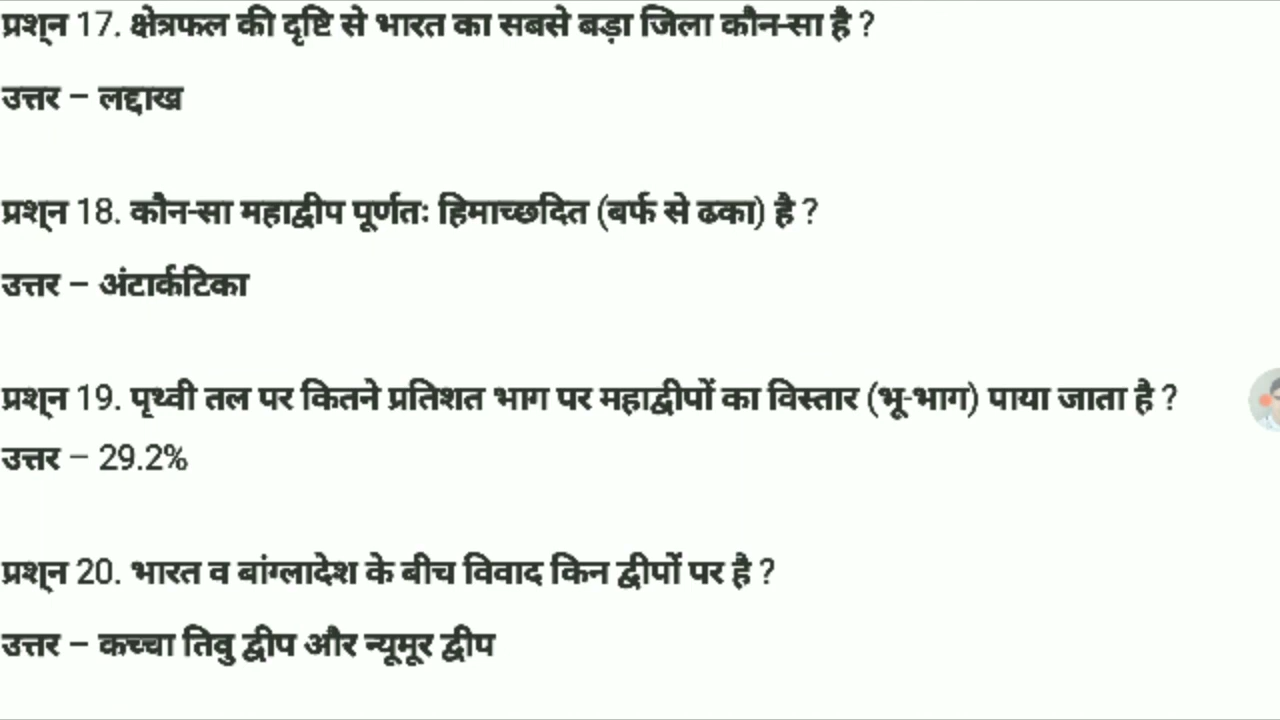 प्रश्न 17. क्षेत्रफल की दृष्टि से भारत का सबसे बड़ा जिला कौन-सा है ?
उत्तर – लद्दाख
प्रश्न 18. कौन-सा महाद्वीप पूर्णतः हिमाच्छदित (बर्फ से ढका) है ?
उत्तर – अंटार्कटिका
प्रश्न 19. पृथ्वी तल पर कितने प्रतिशत भाग पर महाद्वीपों का विस्तार (भू-भाग) पाया जाता है ?
उत्तर – 29.2%
प्रश्न 20. भारत व बांग्लादेश के बीच विवाद किन द्वीपों पर है ?
उत्तर – कच्चा तिवु द्वीप और न्यूमूर द्वीप